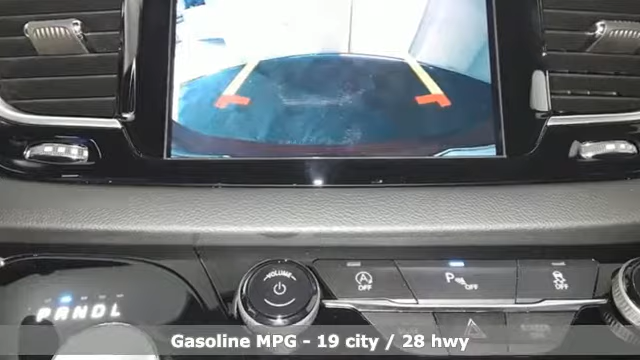 VOLUME
OFF
P OFF
OFF
PRNDL
Gasoline MPG - 19 city / 28 hwy